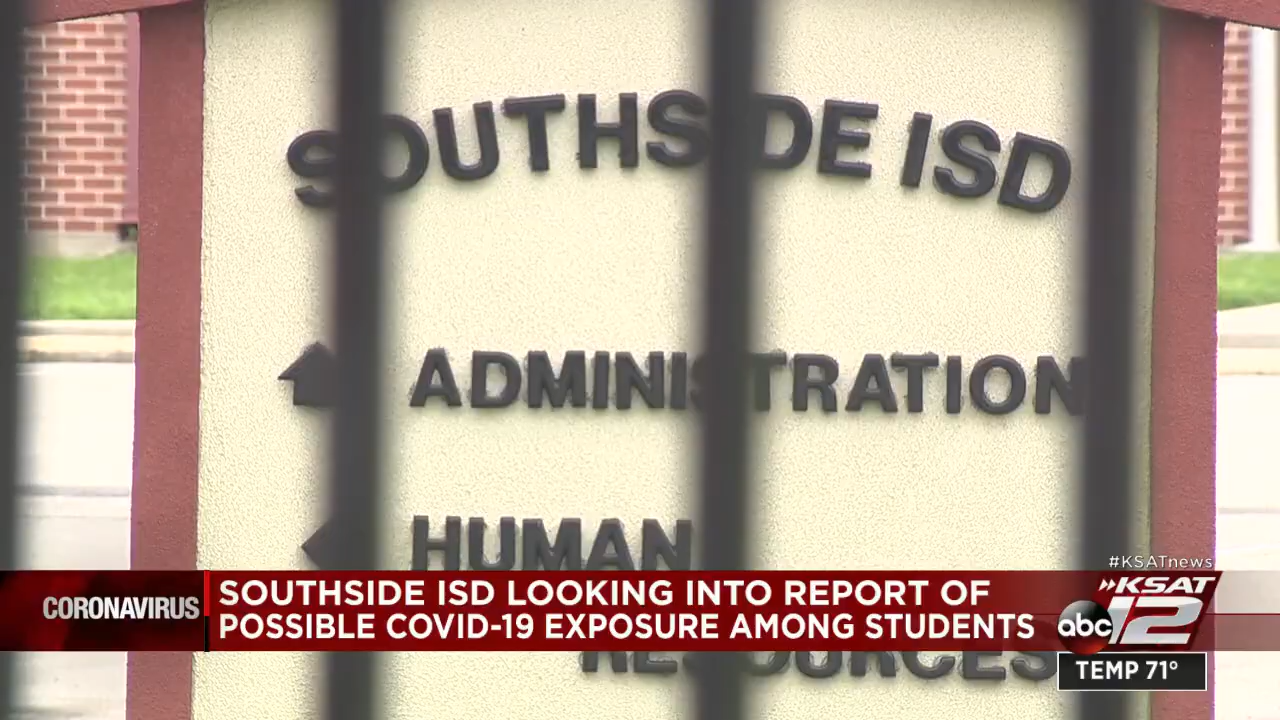 SOUTHSIDE ISD
ADMINISTRATION
HUMAN
RESOURCES
#KSATnews
CORONAVIRUS
SOUTHSIDE ISD LOOKING INTO REPORT OF
POSSIBLE COVID-19 EXPOSURE AMONG STUDENTS
abc
KSAT
12
TEMP 71°